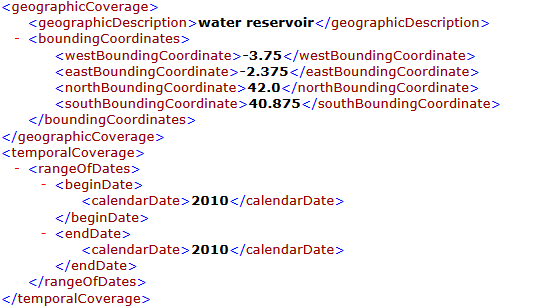 <geographicCoverage>
<geographicDescription>water reservoir</geographicDescription>
- <boundingCoordinates>
<westBoundingCoordinate>-3.75</westBoundingCoordinate>
<eastBoundingCoordinate>-2.375</eastBoundingCoordinate>
<northBoundingCoordinate>42.0</northBoundingCoordinate>
<southBoundingCoordinate>40.875</southBoundingCoordinate>
</boundingCoordinates>
</geographicCoverage>
<temporalCoverage>
- <rangeOfDates>
- <beginDate>
<calendarDate>2010</calendarDate>
</beginDate>
- <endDate>
<calendarDate>2010</calendarDate>
</endDate>
</rangeOfDates>
</temporalCoverage>